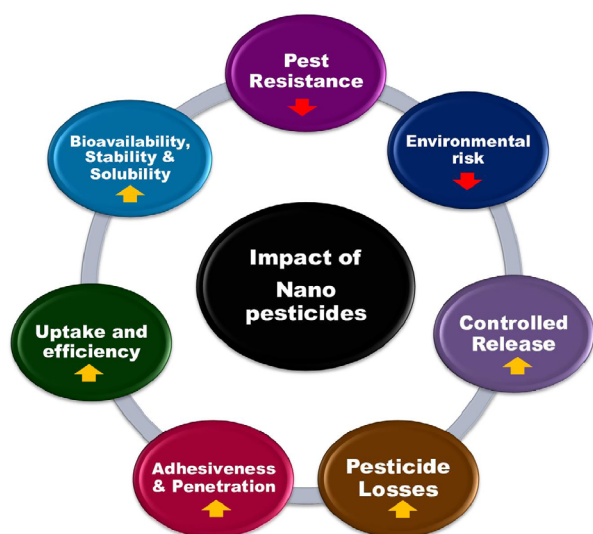 Pest
Resistance
Environmental
risk
Controlled
Release
Pesticide
Losses
Adhesiveness
& Penetration
Uptake and
efficiency
Bioavailability,
Stability &
Solubility
Impact of
Nano
pesticides